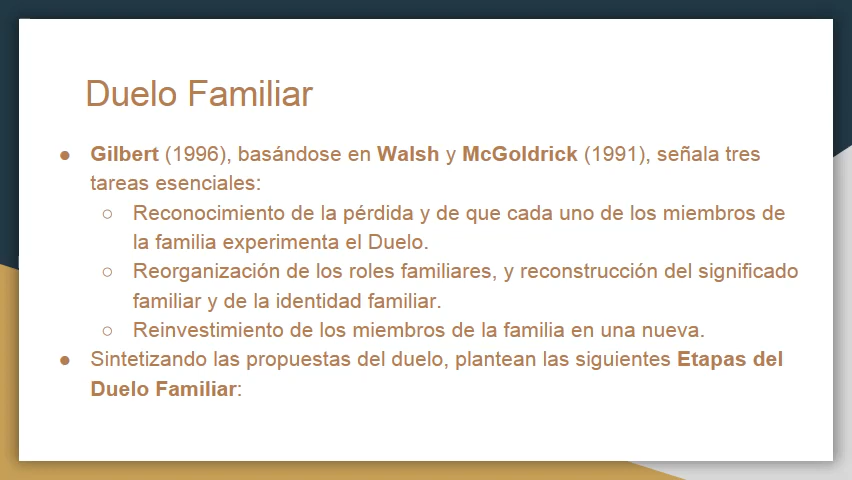 Duelo Familiar
● Gilbert (1996), basándose en Walsh y McGoldrick (1991), señala tres
tareas esenciales:
○ Reconocimiento de la pérdida y de que cada uno de los miembros de
la familia experimenta el Duelo.
○ Reorganización de los roles familiares, y reconstrucción del significado
familiar y de la identidad familiar.
○ Reinvestimiento de los miembros de la familia en una nueva.
● Sintetizando las propuestas del duelo, plantean las siguientes Etapas del
Duelo Familiar: